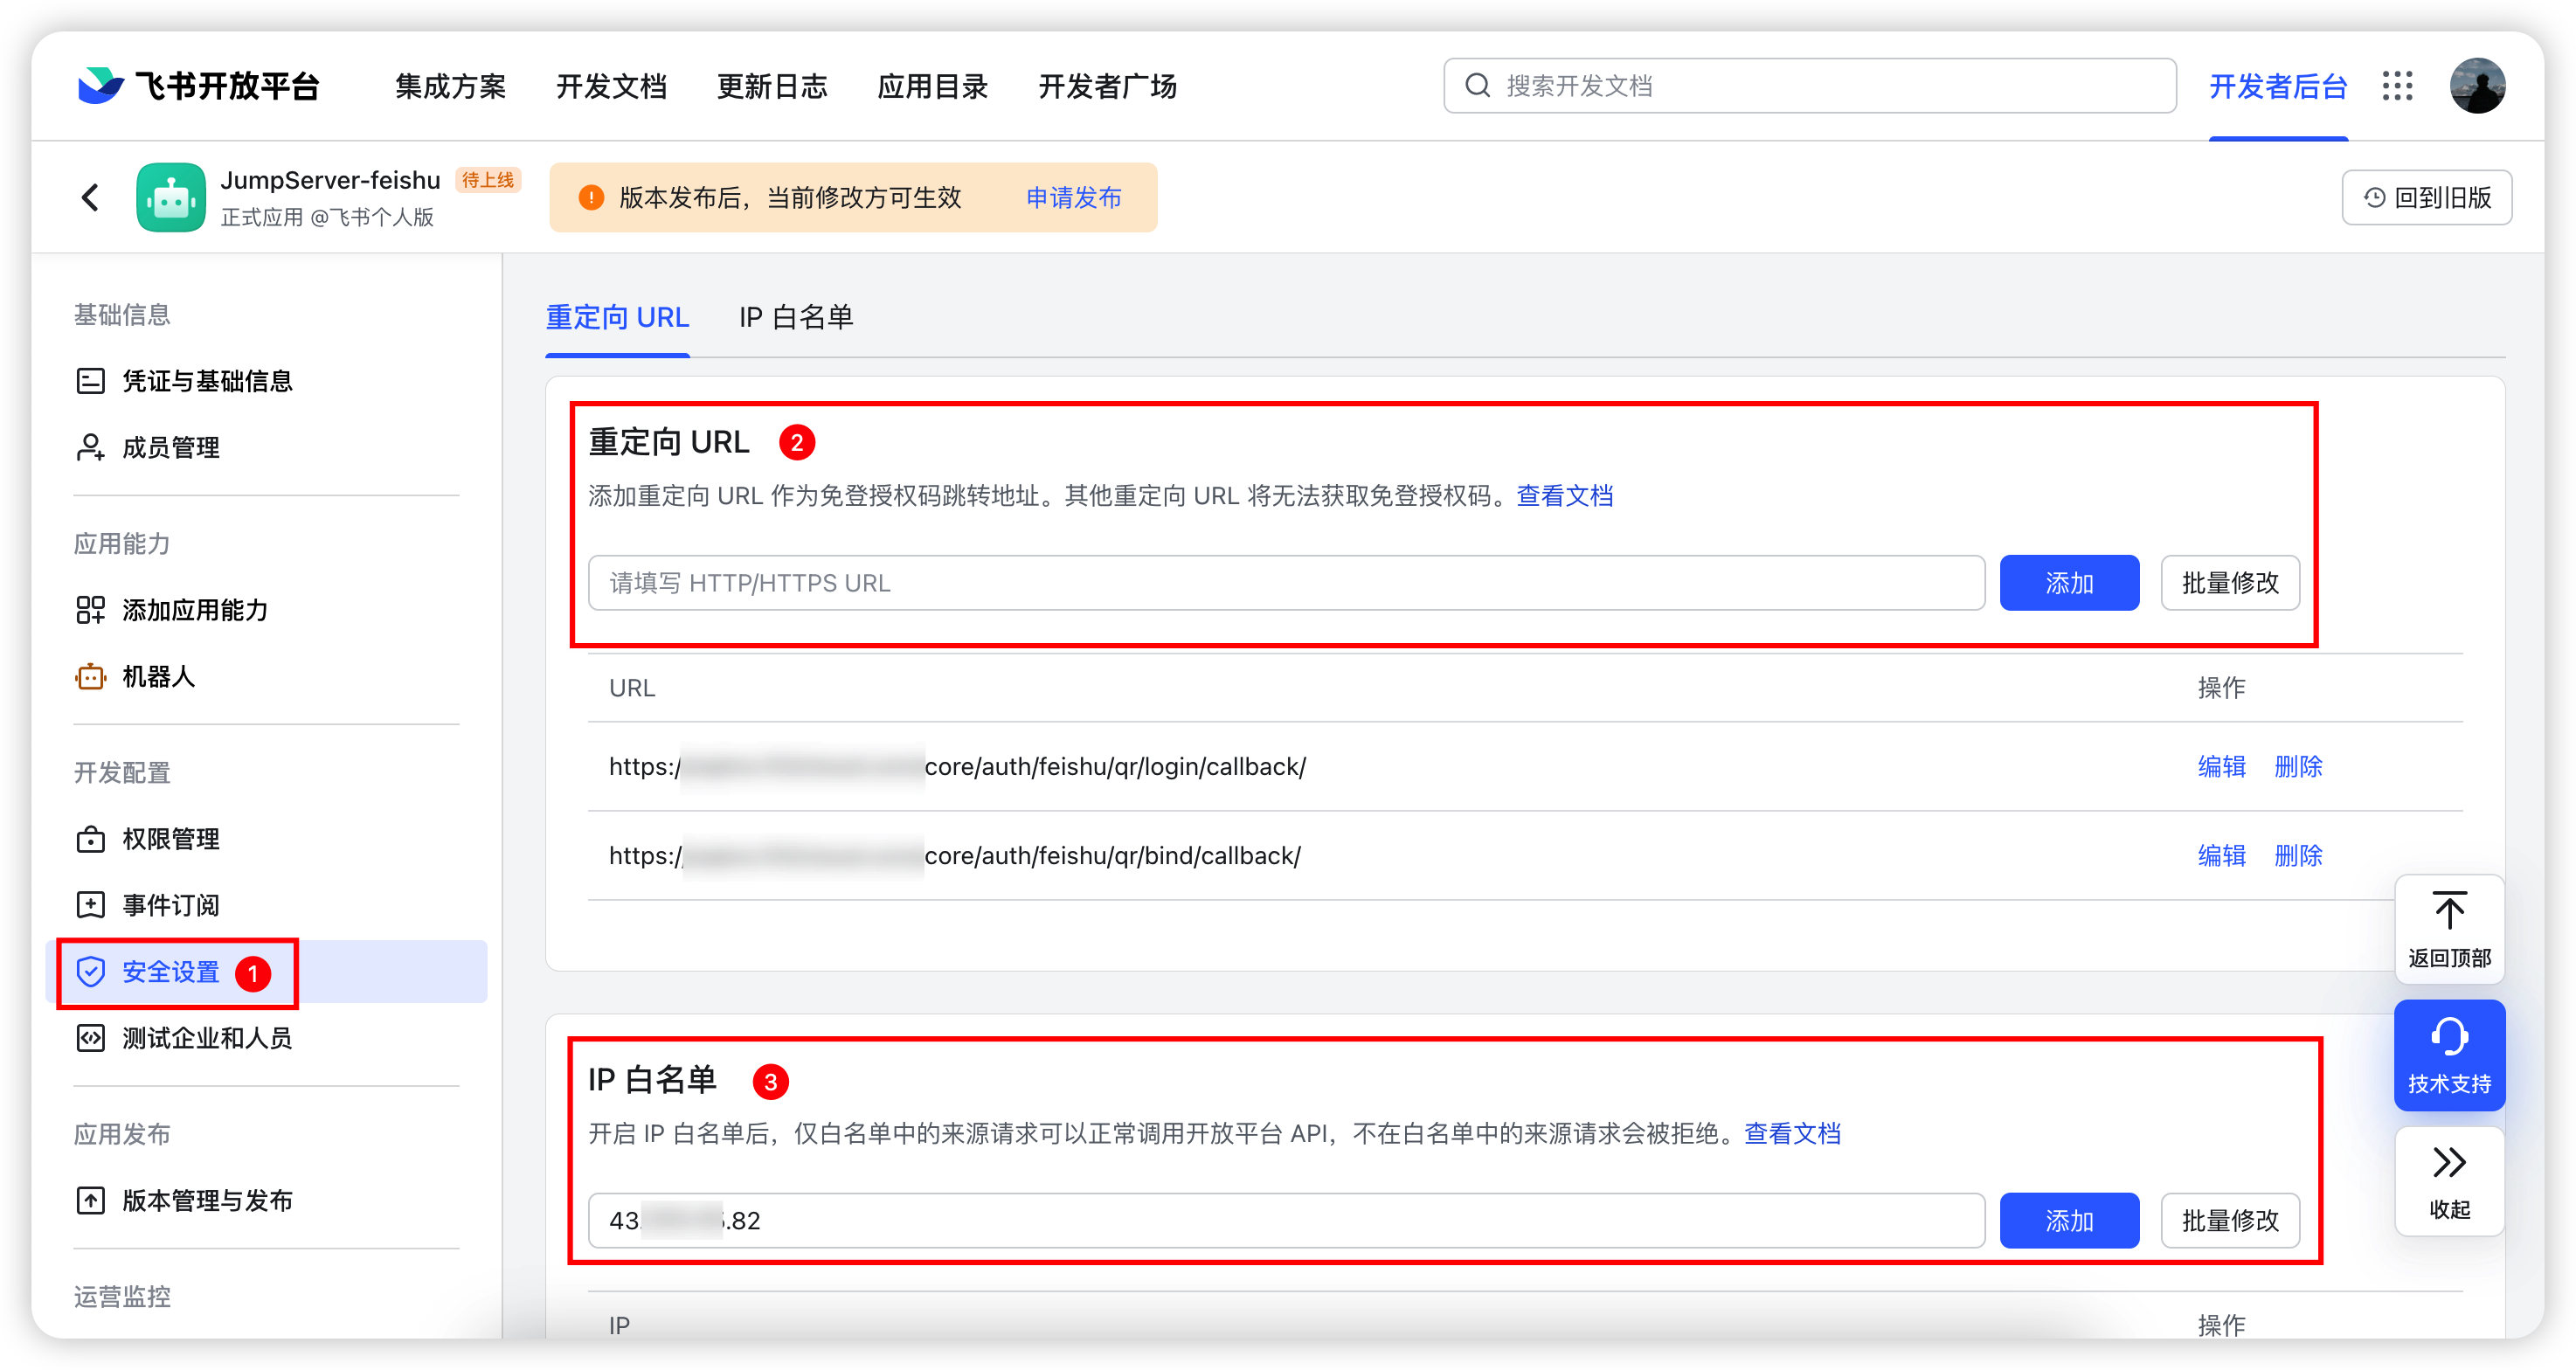 飞书开放平台 集成方案 开发文档 更新日志 应用目录 开发者广场 搜索开发文档 开发者后台
JumpServer-feishu 待上线
正式应用 @飞书个人版
版本发布后，当前修改方可生效 申请发布
回到旧版
基础信息
凭证与基础信息
成员管理
应用能力
添加应用能力
机器人
开发配置
权限管理
事件订阅
安全设置 1
测试企业和人员
应用发布
版本管理与发布
运营监控
重定向 URL IP 白名单
重定向 URL 2
添加重定向 URL 作为免登授权码跳转地址。其他重定向 URL 将无法获取免登授权码。查看文档
请填写 HTTP/HTTPS URL 添加 批量修改
URL 操作
https:/ core/auth/feishu/qr/login/callback/ 编辑 删除
https:/ core/auth/feishu/qr/bind/callback/ 编辑 删除
IP 白名单 3
开启 IP 白名单后，仅白名单中的来源请求可以正常调用开放平台 API，不在白名单中的来源请求会被拒绝。查看文档
43. .82 添加 批量修改
IP 操作
返回顶部
技术支持
收起